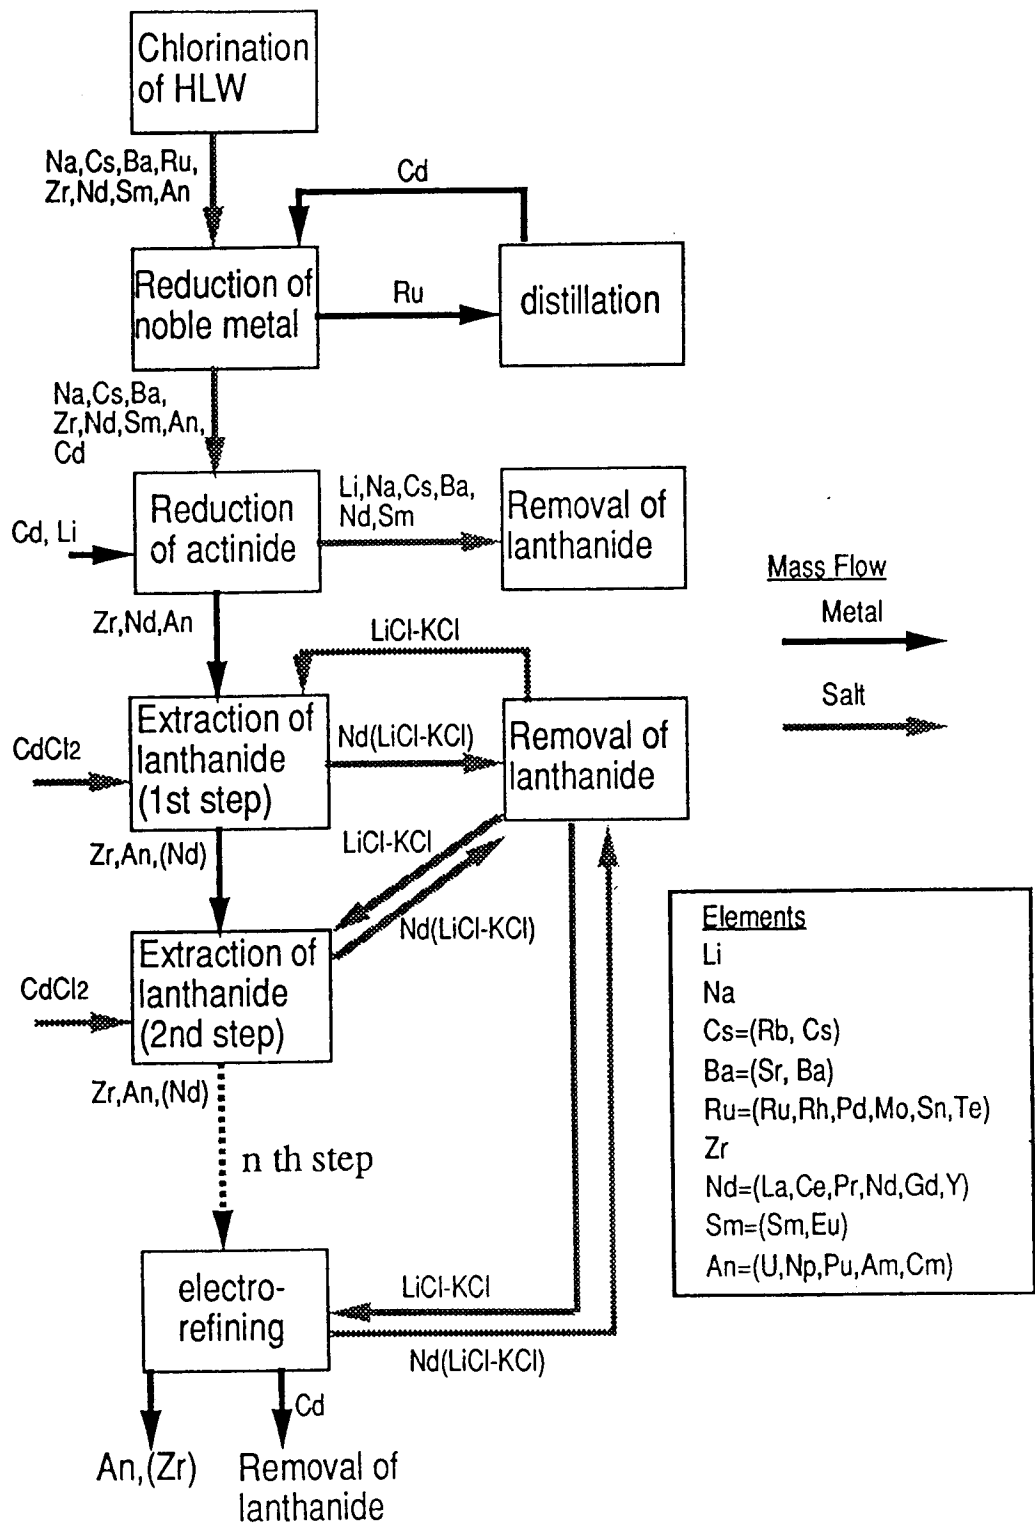 Chlorination
of HLW
Na,Cs,Ba,Ru,
Zr,Nd,Sm,An
Cd
Reduction of
noble metal
Ru
distillation
Na,Cs,Ba,
Zr,Nd,Sm,An,
Cd
Cd, Li
Reduction
of actinide
Li,Na,Cs,Ba,
Nd,Sm
Removal of
lanthanide
Mass Flow
Metal
Salt
Zr,Nd,An
LiCl-KCl
CdCl2
Extraction of
lanthanide
(1st step)
Nd(LiCl-KCl)
Removal of
lanthanide
Zr,An,(Nd)
LiCl-KCl
Nd(LiCl-KCl)
CdCl2
Extraction of
lanthanide
(2nd step)
Zr,An,(Nd)
n th step
Elements
Li
Na
Cs=(Rb, Cs)
Ba=(Sr, Ba)
Ru=(Ru,Rh,Pd,Mo,Sn,Te)
Zr
Nd=(La,Ce,Pr,Nd,Gd,Y)
Sm=(Sm,Eu)
An=(U,Np,Pu,Am,Cm)
electro-
refining
LiCl-KCl
Nd(LiCl-KCl)
Cd
An,(Zr)
Removal of
lanthanide